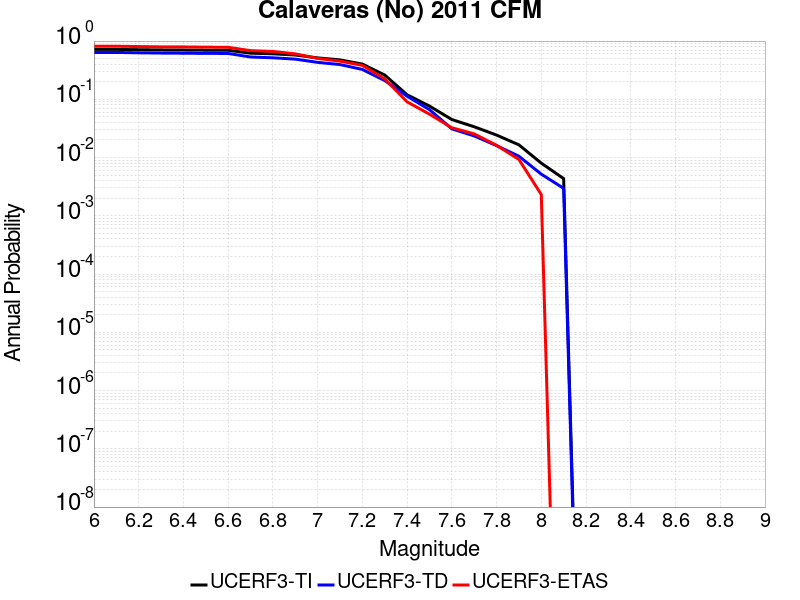 Calaveras (No) 2011 CFM
10^0
10^-1
10^-2
10^-3
10^-4
10^-5
10^-6
10^-7
10^-8
Annual Probability
6 6.2 6.4 6.6 6.8 7 7.2 7.4 7.6 7.8 8 8.2 8.4 8.6 8.8 9
Magnitude
UCERF3-TI UCERF3-TD UCERF3-ETAS